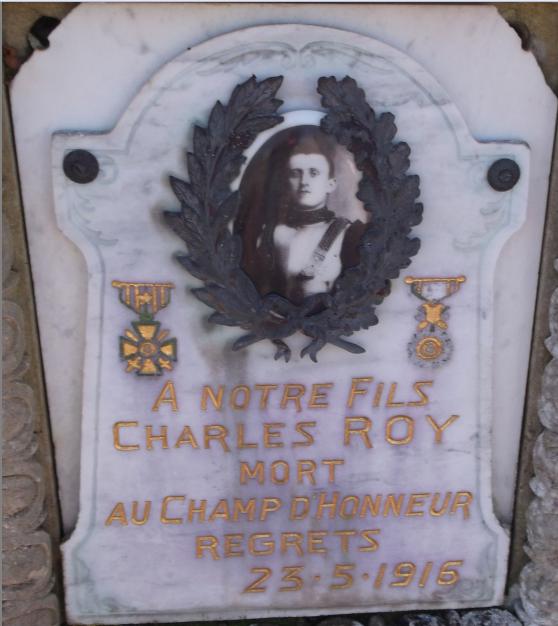 A NOTRE FILS
CHARLES ROY
MORT
AU CHAMP D'HONNEUR
REGRETS
23·5·1916